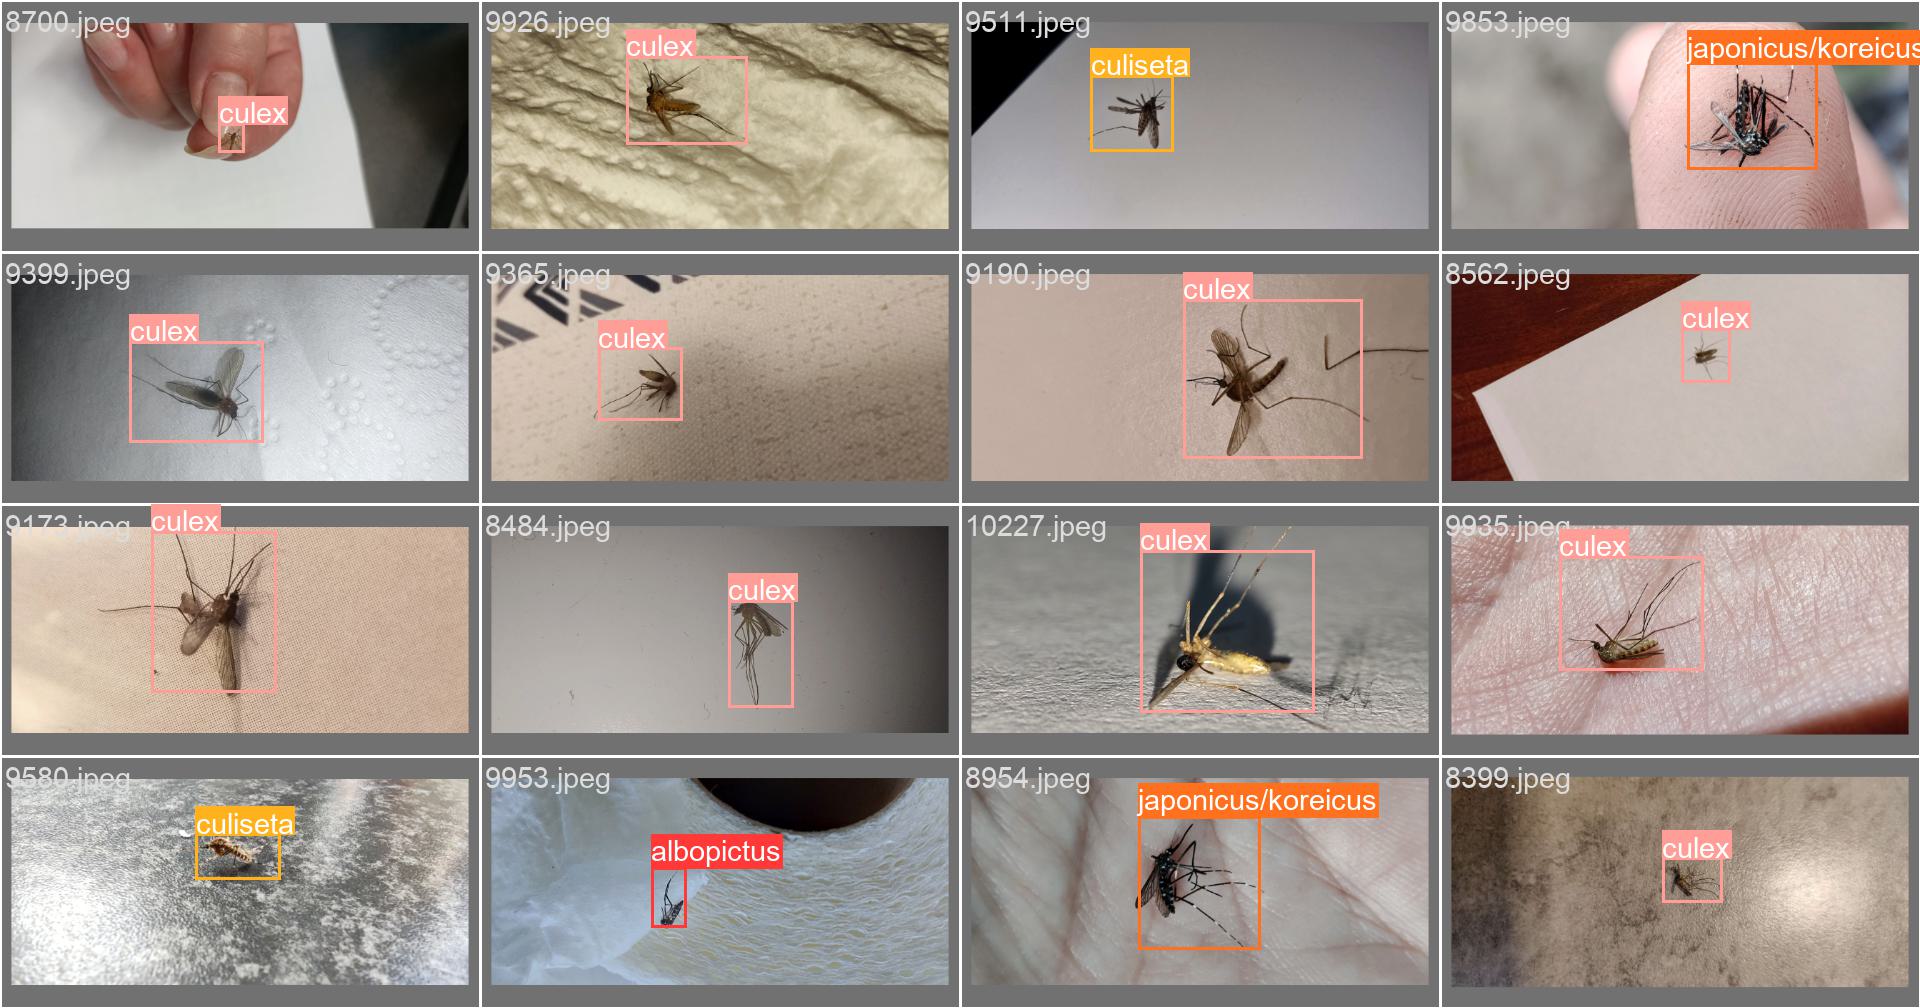 8700.jpeg
culex
9926.jpeg
culex
9511.jpeg
culiseta
9853.jpeg
japonicus/koreicus
9399.jpeg
culex
9365.jpeg
culex
9190.jpeg
culex
8562.jpeg
culex
9173.jpeg
culex
8484.jpeg
culex
10227.jpeg
culex
9935.jpeg
culex
9580.jpeg
culiseta
9953.jpeg
albopictus
8954.jpeg
japonicus/koreicus
8399.jpeg
culex